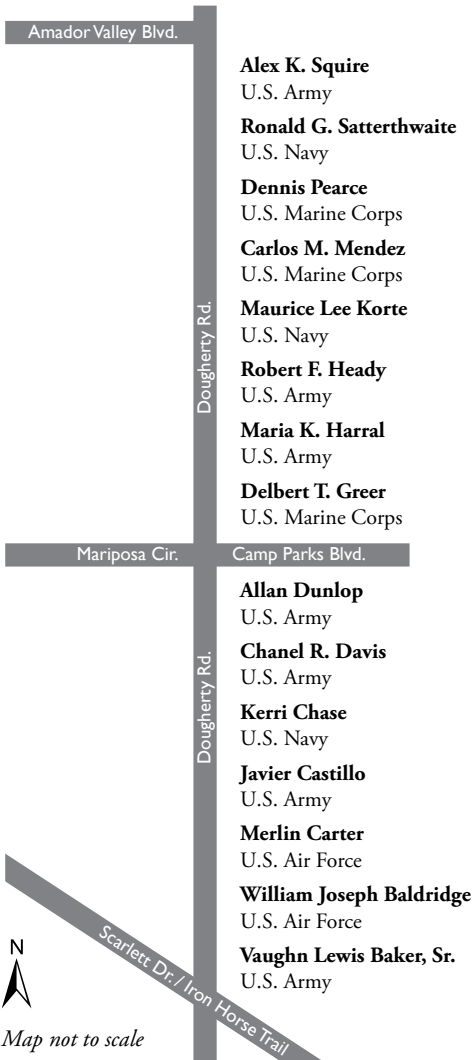 Amador Valley Blvd.
Alex K. Squire
U.S. Army
Ronald G. Satterthwaite
U.S. Navy
Dennis Pearce
U.S. Marine Corps
Carlos M. Mendez
U.S. Marine Corps
Maurice Lee Korte
U.S. Navy
Dougherty Rd.
Robert F. Heady
U.S. Army
Maria K. Harral
U.S. Army
Delbert T. Greer
U.S. Marine Corps
Mariposa Cir.
Camp Parks Blvd.
Allan Dunlop
U.S. Army
Chanel R. Davis
U.S. Army
Dougherty Rd.
Kerri Chase
U.S. Navy
Javier Castillo
U.S. Army
Merlin Carter
U.S. Air Force
William Joseph Baldridge
U.S. Air Force
Vaughn Lewis Baker, Sr.
U.S. Army
Scarlett Dr. / Iron Horse Trail
N
Map not to scale